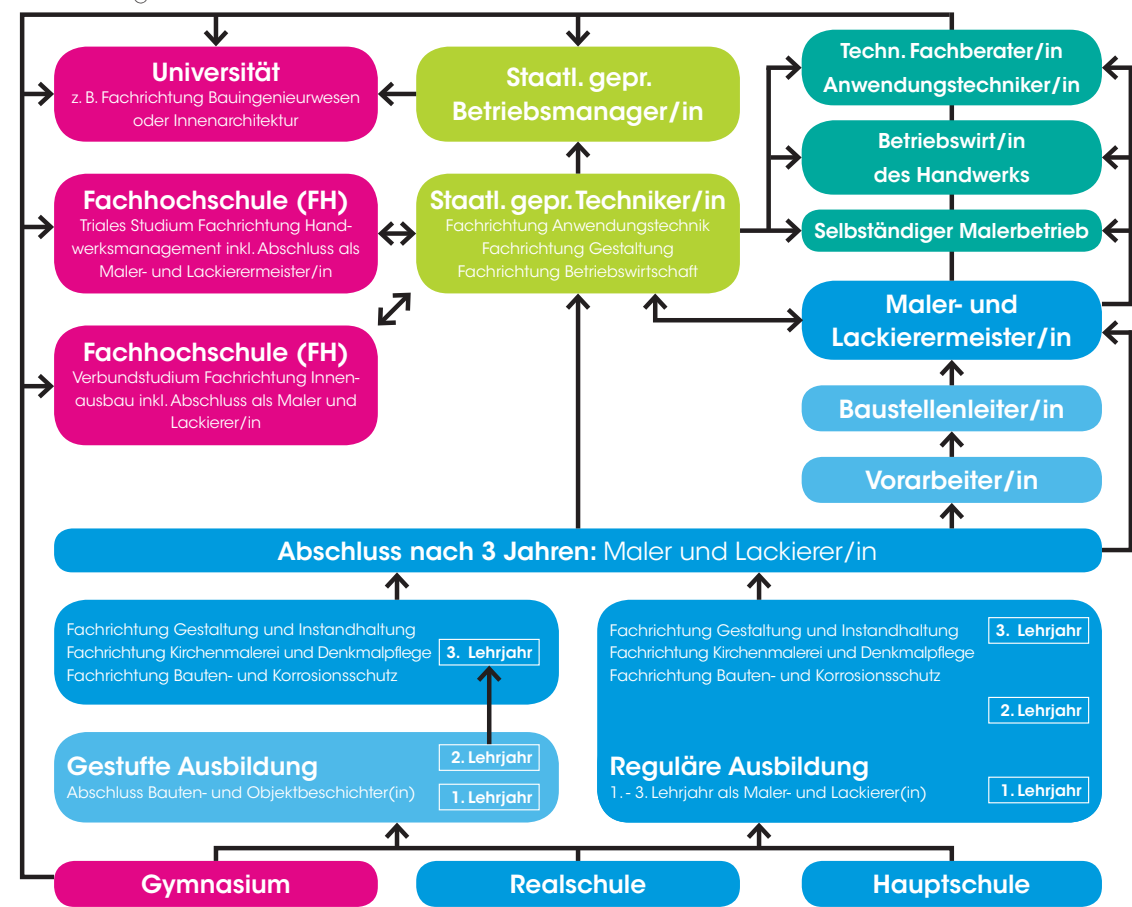 Universität
z. B. Fachrichtung Bauingenieurwesen
oder Innenarchitektur
Staatl. gepr.
Betriebsmanager/in
Techn. Fachberater/in
Anwendungstechniker/in
Betriebswirt/in
des Handwerks
Fachhochschule (FH)
Triales Studium Fachrichtung Hand-
werksmanagement inkl. Abschluss als
Maler- und Lackierermeister/in
Staatl. gepr. Techniker/in
Fachrichtung Anwendungstechnik
Fachrichtung Gestaltung
Fachrichtung Betriebswirtschaft
Selbständiger Malerbetrieb
Maler- und
Lackierermeister/in
Fachhochschule (FH)
Verbundstudium Fachrichtung Innen-
ausbau inkl. Abschluss als Maler und
Lackierer/in
Baustellenleiter/in
Vorarbeiter/in
Abschluss nach 3 Jahren: Maler und Lackierer/in
Fachrichtung Gestaltung und Instandhaltung
Fachrichtung Kirchenmalerei und Denkmalpflege
Fachrichtung Bauten- und Korrosionsschutz
3. Lehrjahr
Gestufte Ausbildung
Abschluss Bauten- und Objektbeschichter(in)
2. Lehrjahr
1. Lehrjahr
Fachrichtung Gestaltung und Instandhaltung
Fachrichtung Kirchenmalerei und Denkmalpflege
Fachrichtung Bauten- und Korrosionsschutz
3. Lehrjahr
2. Lehrjahr
Reguläre Ausbildung
1. - 3. Lehrjahr als Maler- und Lackierer(in)
1. Lehrjahr
Gymnasium
Realschule
Hauptschule